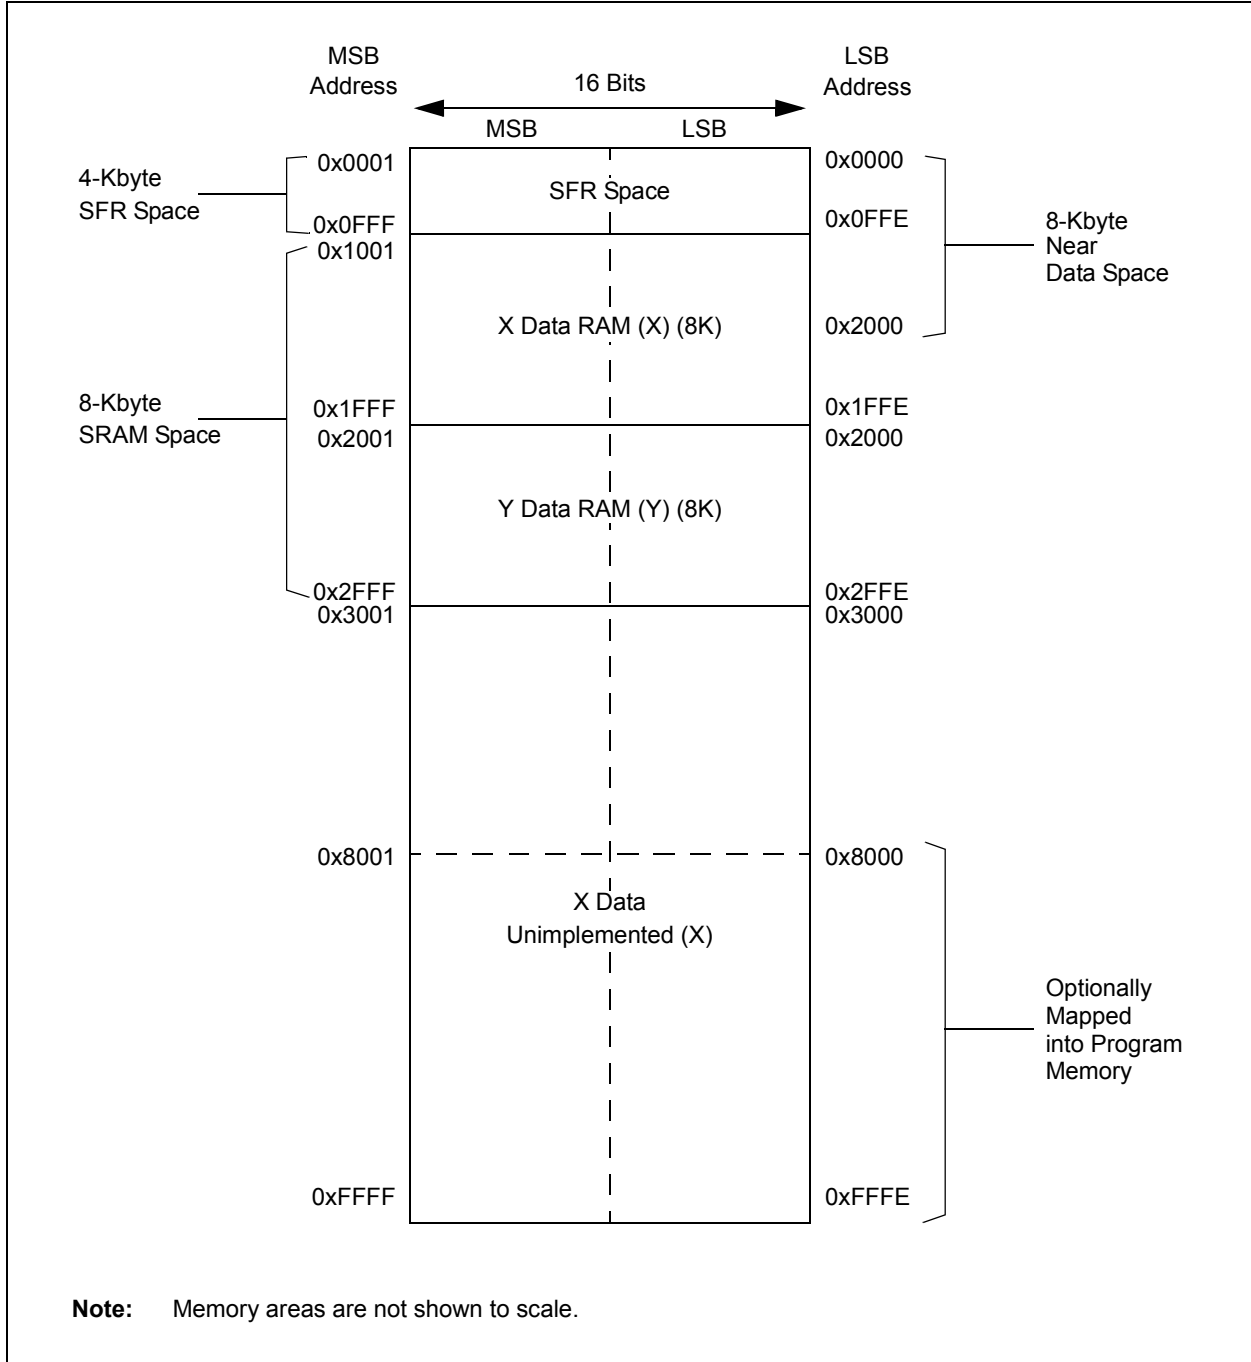 MSB
Address
LSB
Address
16 Bits
MSB
LSB
0x0001
0x0000
4-Kbyte
SFR Space
SFR Space
0x0FFF
0x0FFE
8-Kbyte
Near
Data Space
0x1001
X Data RAM (X) (8K)
0x2000
8-Kbyte
SRAM Space
0x1FFF
0x1FFE
0x2001
0x2000
Y Data RAM (Y) (8K)
0x2FFF
0x2FFE
0x3001
0x3000
0x8001
0x8000
X Data
Unimplemented (X)
Optionally
Mapped
into Program
Memory
0xFFFF
0xFFFE
Note: Memory areas are not shown to scale.